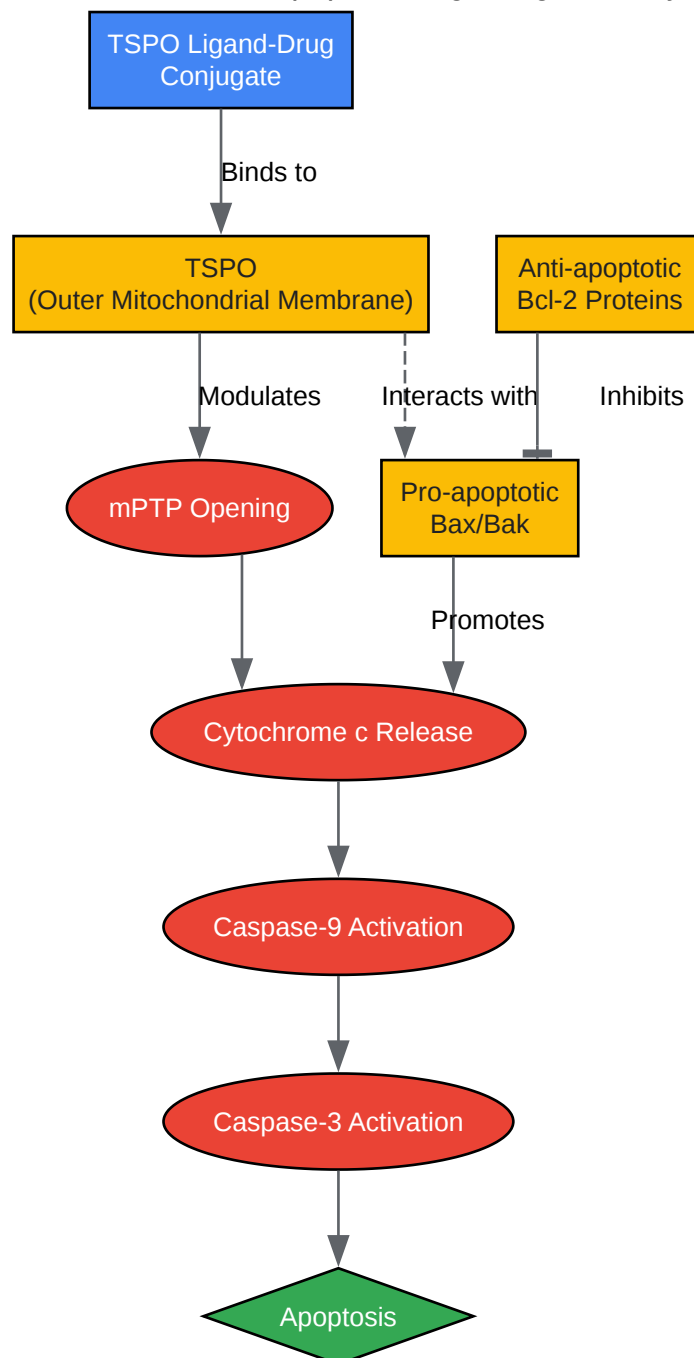 TSPO Ligand-Drug
Conjugate
Binds to
TSPO
(Outer Mitochondrial Membrane)
Anti-apoptotic
Bcl-2 Proteins
Modulates
Interacts with
Inhibits
mPTP Opening
Pro-apoptotic
Bax/Bak
Promotes
Cytochrome c Release
Caspase-9 Activation
Caspase-3 Activation
Apoptosis